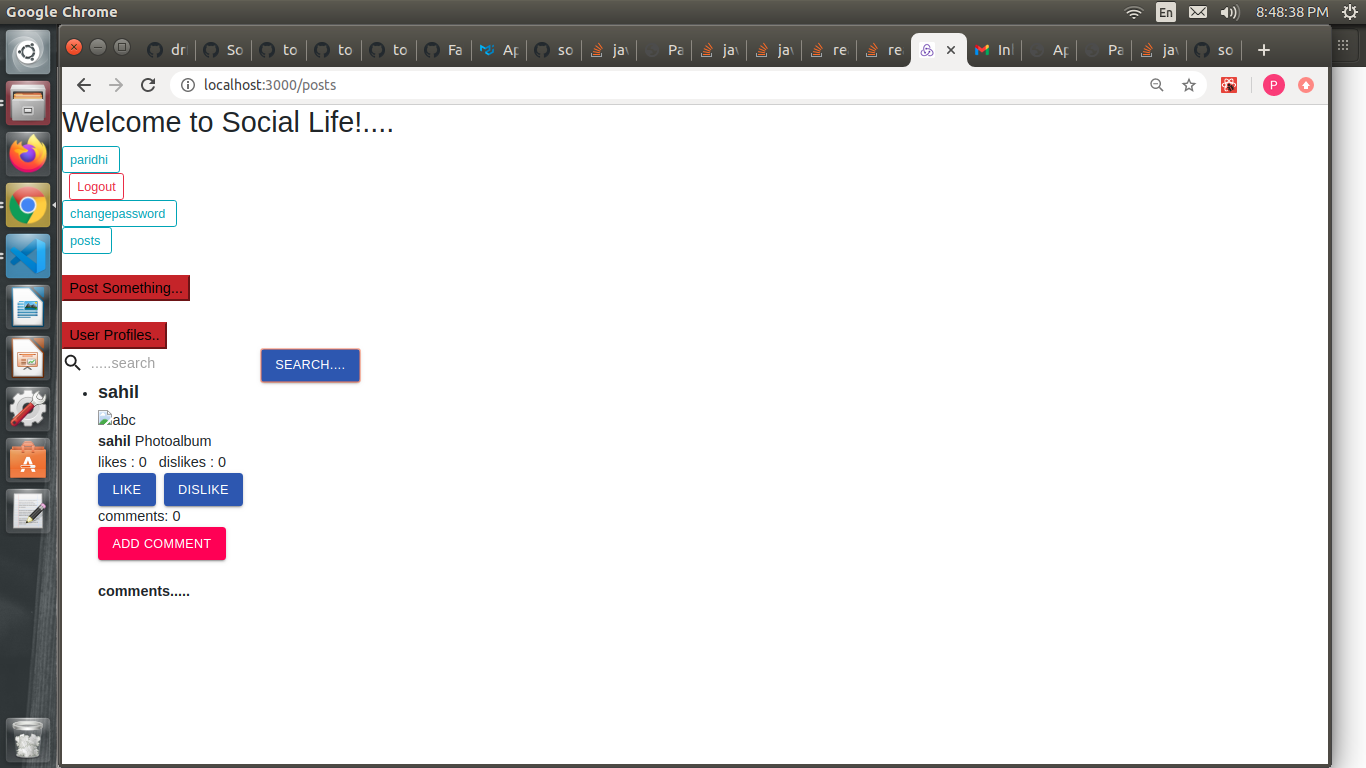 Google Chrome
En
8:48:38 PM
dr
So
to
to
to
Fa
Ap
so
jav
Pa
jav
jav
rea
rea
In
Ap
Pa
jav
so
localhost:3000/posts
P
Welcome to Social Life!....
paridhi
Logout
changepassword
posts
Post Something...
User Profiles..
.....search
SEARCH....
sahil
abc
sahil Photoalbum
likes : 0 dislikes : 0
LIKE
DISLIKE
comments: 0
ADD COMMENT
comments.....